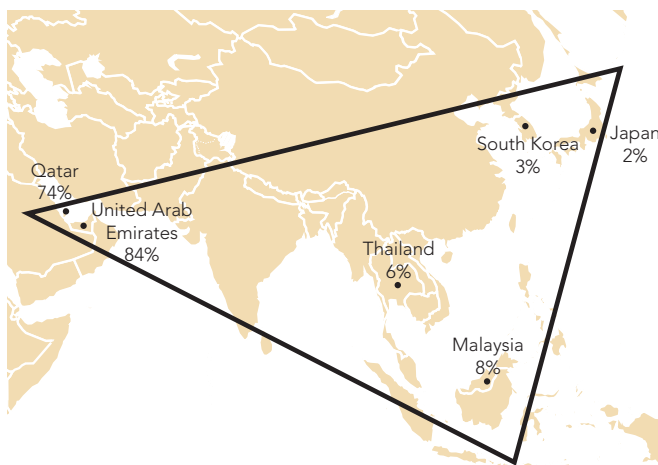 South Korea
3%
Japan
2%
Qatar
74%
United Arab
Emirates
84%
Thailand
6%
Malaysia
8%